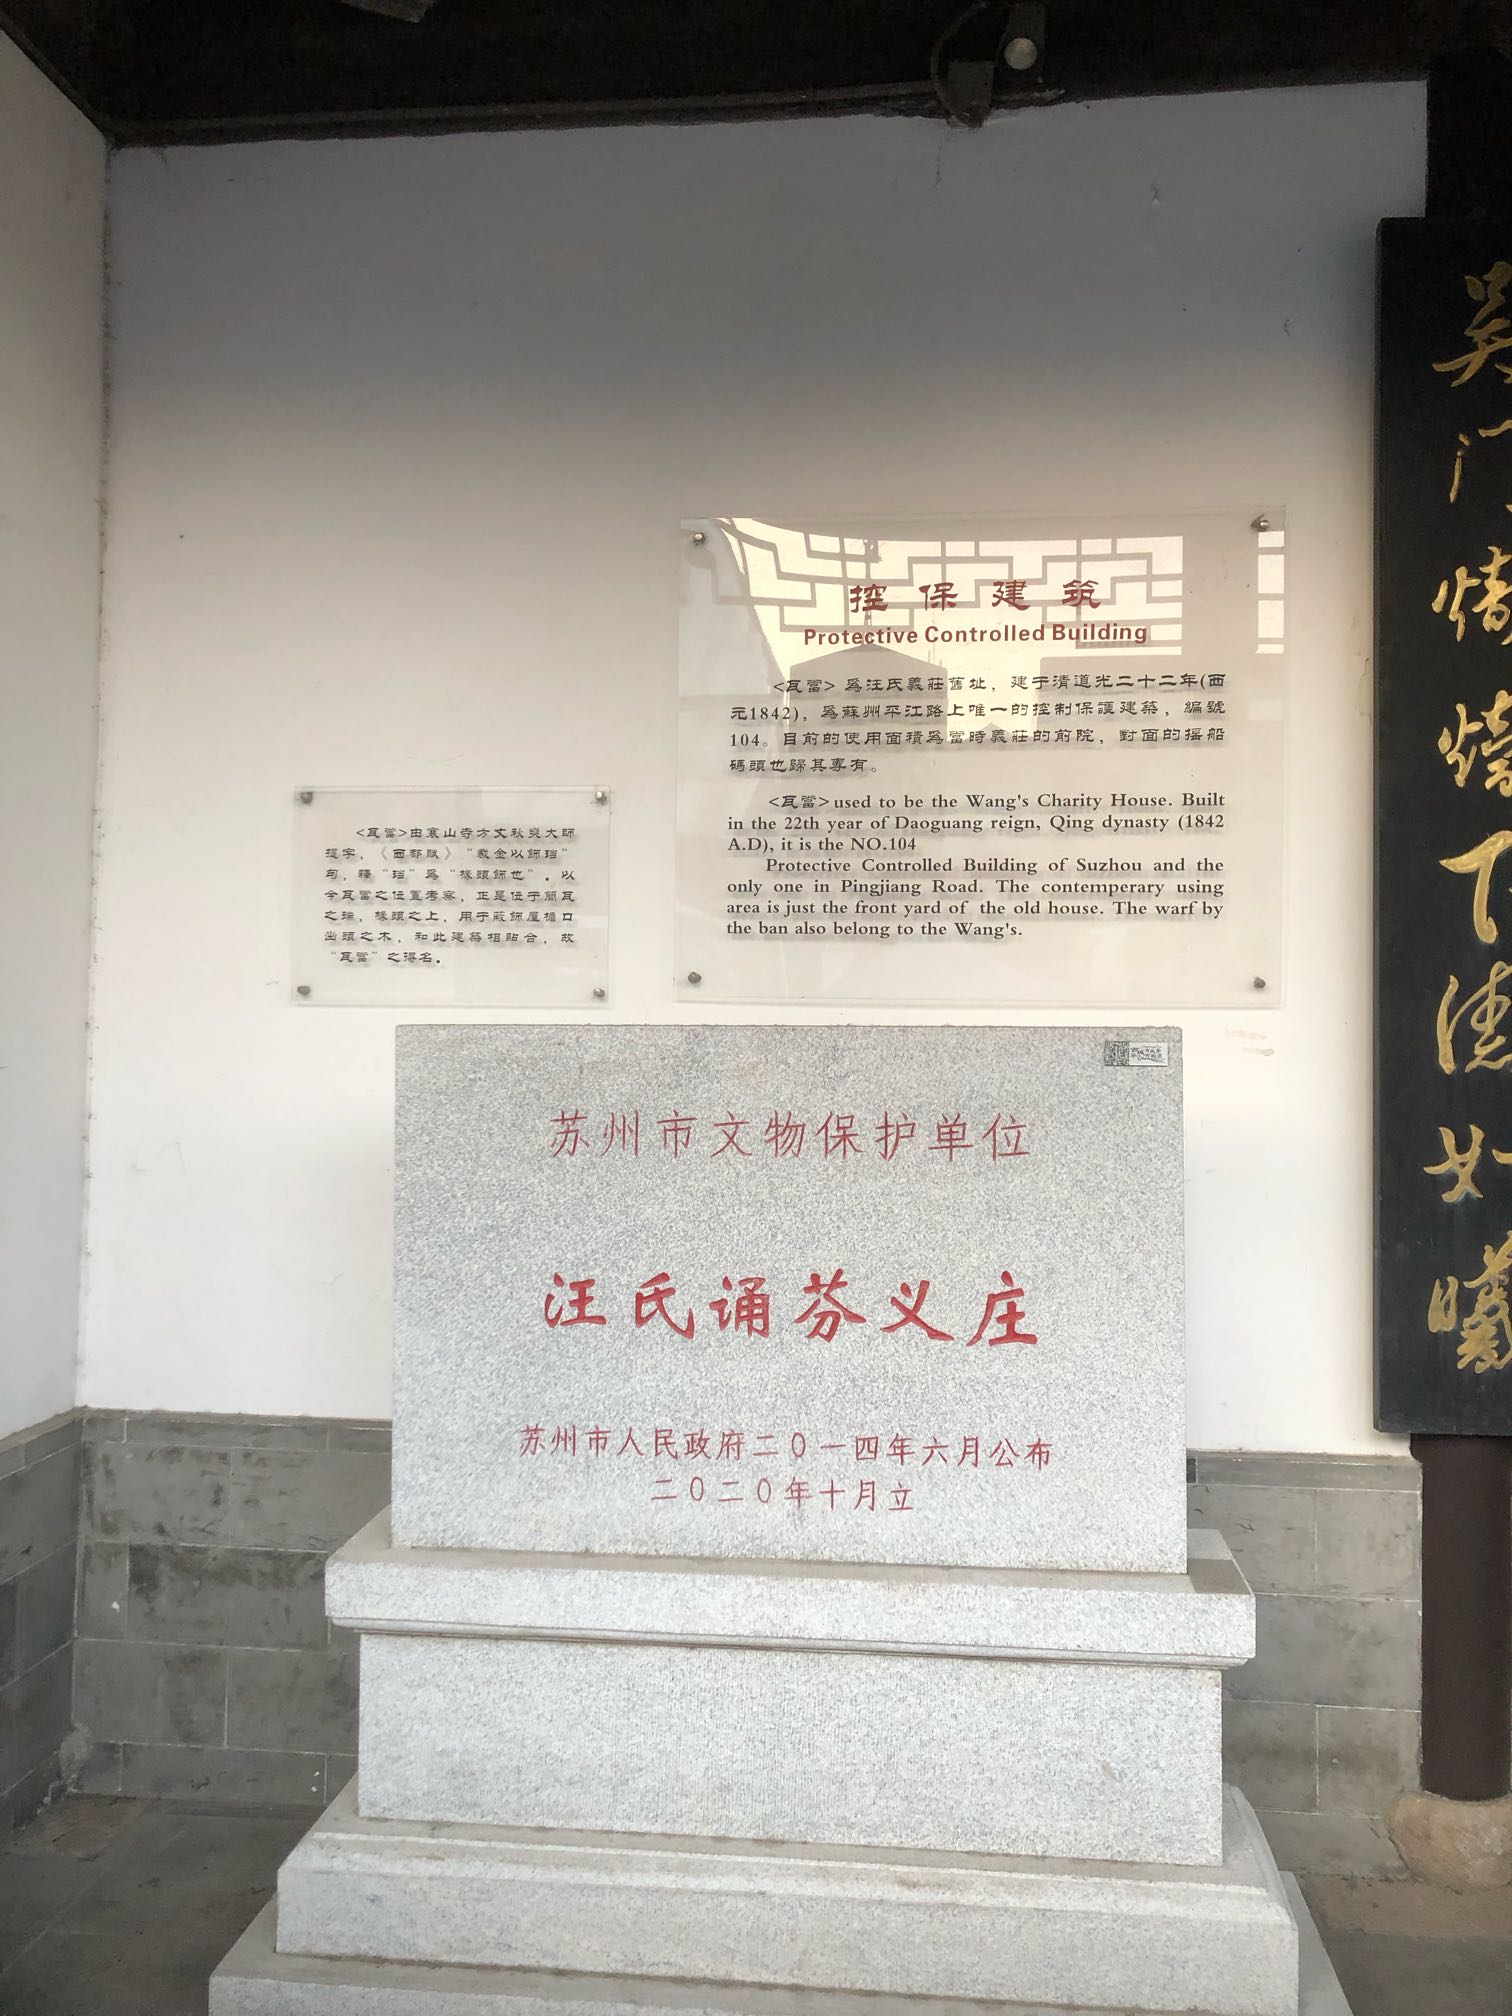 控保建筑
Protective Controlled Building
<瓦當>爲汪氏義莊舊址，建于清道光二十二年(西
元1842)，爲蘇州平江路上唯一的控制保護建築，編號
104。目前的使用面積爲當時義莊的前院，對面的摇船
碼頭也歸其專有。
<瓦當>used to be the Wang's Charity House. Built
in the 22th year of Daoguang reign, Qing dynasty (1842
A.D), it is the NO.104
Protective Controlled Building of Suzhou and the
only one in Pingjiang Road. The contemperary using
area is just the front yard of the old house. The warf by
the ban also belong to the Wang's.
<瓦當>由寒山寺方丈秋爽大師
提字，《西都賦》“裁金以飾珰”
句，釋“珰”爲“椽頭飾也”。以
今瓦當之位置考察，正是位于筒瓦
之端，椽頭之上，用于蔽飾屋檐口
出頭之木，和此建築相貼合，故
“瓦當”之得名。
苏州市文物保护单位
汪氏诵芬义庄
苏州市人民政府二〇一四年六月公布
二〇二〇年十月立
吴门
下
如曦